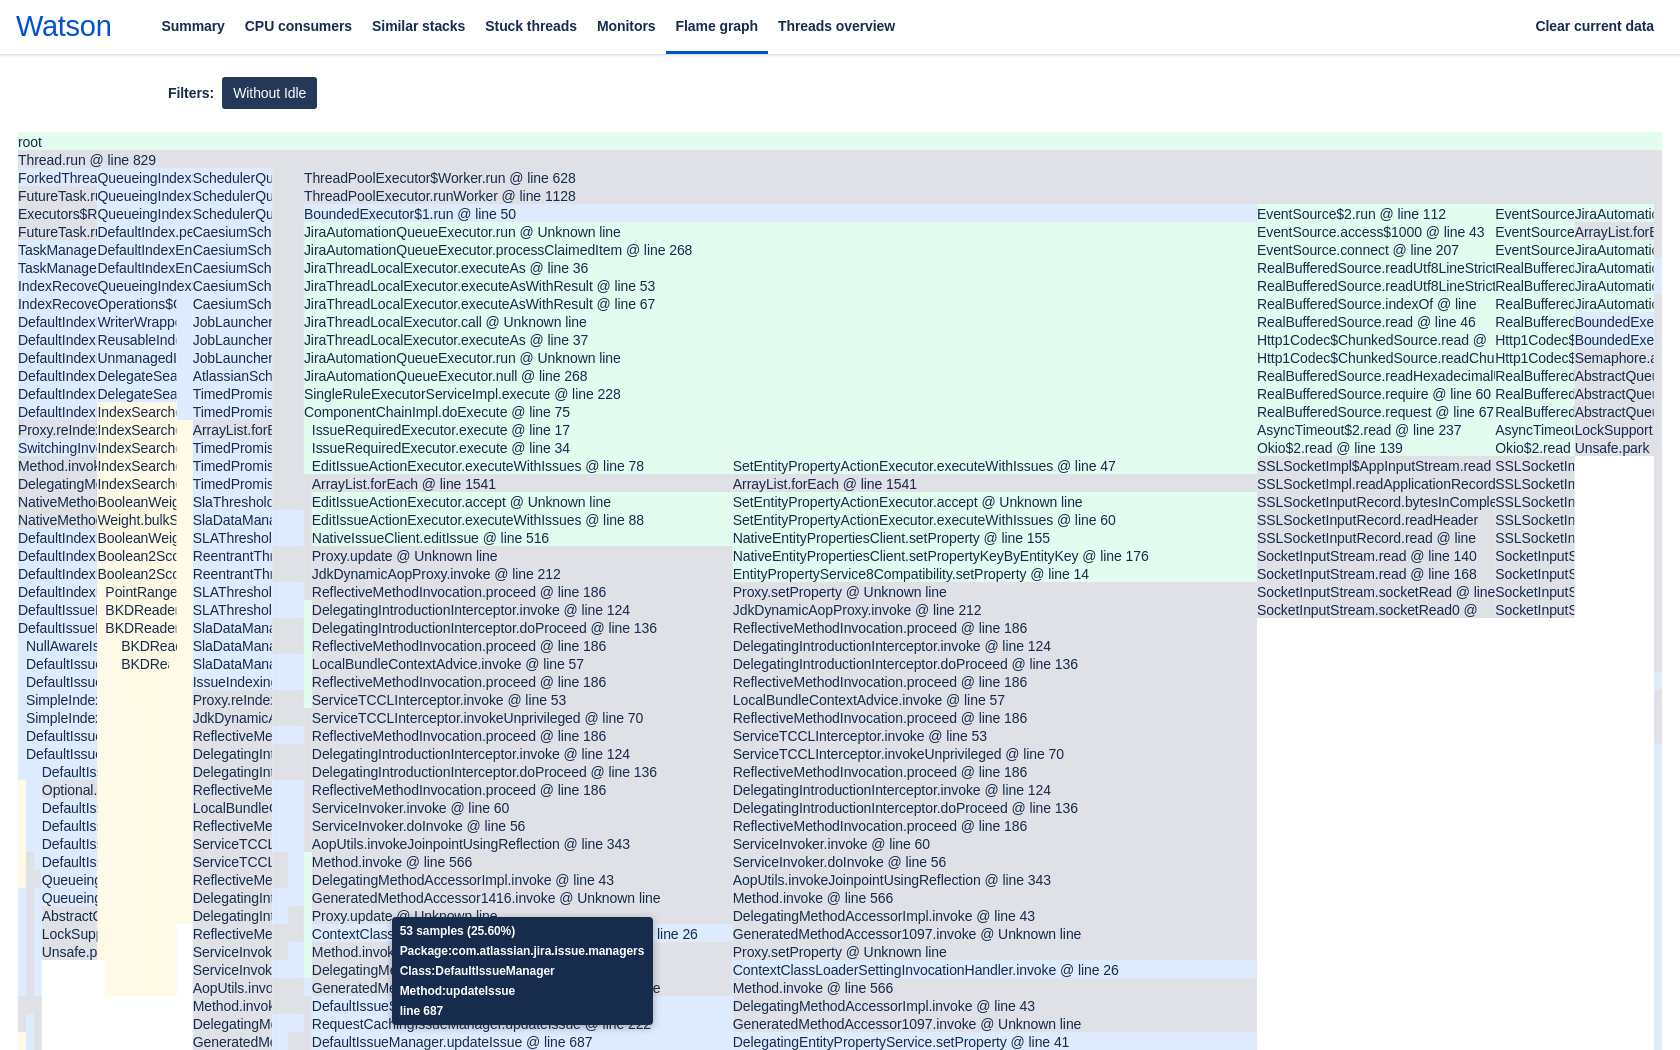 Watson Summary CPU consumers Similar stacks Stuck threads Monitors Flame graph Threads overview Clear current data
Filters: Without Idle
root
Thread.run @ line 829
ForkedThrea QueueingIndex SchedulerQu ThreadPoolExecutor$Worker.run @ line 628
FutureTask.r QueueingIndex SchedulerQu ThreadPoolExecutor.runWorker @ line 1128
Executors$R QueueingIndex SchedulerQu BoundedExecutor$1.run @ line 50 EventSource$2.run @ line 112 EventSource JiraAutomati
FutureTask.r DefaultIndex.pe CaesiumSch JiraAutomationQueueExecutor.run @ Unknown line EventSource.access$1000 @ line 43 EventSource ArrayList.forE
TaskManage DefaultIndexEn CaesiumSch JiraAutomationQueueExecutor.processClaimedItem @ line 268 EventSource.connect @ line 207 EventSource JiraAutomati
TaskManage DefaultIndexEn CaesiumSch JiraThreadLocalExecutor.executeAs @ line 36 RealBufferedSource.readUtf8LineStrict RealBuffered JiraAutomati
IndexRecove QueueingIndex CaesiumSch JiraThreadLocalExecutor.executeAsWithResult @ line 53 RealBufferedSource.readUtf8LineStrict RealBuffered JiraAutomati
IndexRecove Operations$ CaesiumSch JiraThreadLocalExecutor.executeAsWithResult @ line 67 RealBufferedSource.indexOf @ line RealBuffered JiraAutomati
DefaultIndex WriterWrapp JobLauncher JiraThreadLocalExecutor.call @ Unknown line RealBufferedSource.read @ line 46 RealBuffered BoundedExe
DefaultIndex ReusableInd JobLauncher JiraThreadLocalExecutor.executeAs @ line 37 Http1Codec$ChunkedSource.read @ Http1Codec$ BoundedExe
DefaultIndex UnmanagedI JobLauncher JiraAutomationQueueExecutor.run @ Unknown line Http1Codec$ChunkedSource.readChu Http1Codec$ Semaphore.a
DefaultIndex DelegateSea AtlassianSch JiraAutomationQueueExecutor.null @ line 268 RealBufferedSource.readHexadecimal RealBuffered AbstractQueu
DefaultIndex DelegateSea TimedPromis SingleRuleExecutorServiceImpl.execute @ line 228 RealBufferedSource.require @ line 60 RealBuffered AbstractQueu
DefaultIndex IndexSearch TimedPromis ComponentChainImpl.doExecute @ line 75 RealBufferedSource.request @ line 67 RealBuffered AbstractQueu
Proxy.reInde IndexSearch ArrayList.forE IssueRequiredExecutor.execute @ line 17 AsyncTimeout$2.read @ line 237 AsyncTimeou LockSupport
SwitchingInv IndexSearch TimedPromis IssueRequiredExecutor.execute @ line 34 Okio$2.read @ line 139 Okio$2.read Unsafe.park
Method.invok IndexSearch TimedPromis EditIssueActionExecutor.executeWithIssues @ line 78 SetEntityPropertyActionExecutor.executeWithIssues @ line 47 SSLSocketImpl$AppInputStream.read SSLSocketIn
DelegatingM IndexSearch TimedPromis ArrayList.forEach @ line 1541 ArrayList.forEach @ line 1541 SSLSocketImpl.readApplicationRecord SSLSocketIn
NativeMetho BooleanWeig SlaThreshold EditIssueActionExecutor.accept @ Unknown line SetEntityPropertyActionExecutor.accept @ Unknown line SSLSocketInputRecord.bytesInComple SSLSocketIn
NativeMetho Weight.bulkS SlaDataMana EditIssueActionExecutor.executeWithIssues @ line 88 SetEntityPropertyActionExecutor.executeWithIssues @ line 60 SSLSocketInputRecord.readHeader SSLSocketIn
DefaultIndex BooleanWeig SLAThreshol NativeIssueClient.editIssue @ line 516 NativeEntityPropertiesClient.setProperty @ line 155 SSLSocketInputRecord.read @ line SSLSocketIn
DefaultIndex Boolean2Sco ReentrantThr Proxy.update @ Unknown line NativeEntityPropertiesClient.setPropertyKeyByEntityKey @ line 176 SocketInputStream.read @ line 140 SocketInputS
DefaultIndex Boolean2Sco ReentrantThr JdkDynamicAopProxy.invoke @ line 212 EntityPropertyService8Compatibility.setProperty @ line 14 SocketInputStream.read @ line 168 SocketInputS
DefaultIndex PointRange SLAThreshol ReflectiveMethodInvocation.proceed @ line 186 Proxy.setProperty @ Unknown line SocketInputStream.socketRead @ line SocketInputS
DefaultIssueI BKDReader SLAThreshol DelegatingIntroductionInterceptor.invoke @ line 124 JdkDynamicAopProxy.invoke @ line 212 SocketInputStream.socketRead0 @ SocketInputS
DefaultIssueI BKDReader SlaDataMana DelegatingIntroductionInterceptor.doProceed @ line 136 ReflectiveMethodInvocation.proceed @ line 186
NullAwareIs BKDRead SlaDataMana ReflectiveMethodInvocation.proceed @ line 186 DelegatingIntroductionInterceptor.invoke @ line 124
DefaultIssue BKDRea SlaDataMana LocalBundleContextAdvice.invoke @ line 57 DelegatingIntroductionInterceptor.doProceed @ line 136
DefaultIssue IssueIndexing ReflectiveMethodInvocation.proceed @ line 186 ReflectiveMethodInvocation.proceed @ line 186
SimpleIndex Proxy.reIndex ServiceTCCLInterceptor.invoke @ line 53 LocalBundleContextAdvice.invoke @ line 57
SimpleIndex JdkDynamicA ServiceTCCLInterceptor.invokeUnprivileged @ line 70 ReflectiveMethodInvocation.proceed @ line 186
DefaultIssue ReflectiveMe ReflectiveMethodInvocation.proceed @ line 186 ServiceTCCLInterceptor.invoke @ line 53
DefaultIssue DelegatingInt DelegatingIntroductionInterceptor.invoke @ line 124 ServiceTCCLInterceptor.invokeUnprivileged @ line 70
DefaultIs DelegatingInt DelegatingIntroductionInterceptor.doProceed @ line 136 ReflectiveMethodInvocation.proceed @ line 186
Optional. ReflectiveMe ReflectiveMethodInvocation.proceed @ line 186 DelegatingIntroductionInterceptor.invoke @ line 124
DefaultIs LocalBundleC ServiceInvoker.invoke @ line 60 DelegatingIntroductionInterceptor.doProceed @ line 136
DefaultIs ReflectiveMe ServiceInvoker.doInvoke @ line 56 ReflectiveMethodInvocation.proceed @ line 186
DefaultIs ServiceTCCL AopUtils.invokeJoinpointUsingReflection @ line 343 ServiceInvoker.invoke @ line 60
DefaultIs ServiceTCCL Method.invoke @ line 566 ServiceInvoker.doInvoke @ line 56
Queueing ReflectiveMe DelegatingMethodAccessorImpl.invoke @ line 43 AopUtils.invokeJoinpointUsingReflection @ line 343
Queueing DelegatingInt GeneratedMethodAccessor1416.invoke @ Unknown line Method.invoke @ line 566
AbstractQ DelegatingInt Proxy.update @ Unknown line DelegatingMethodAccessorImpl.invoke @ line 43
LockSupp ReflectiveMe ContextClass line 26 GeneratedMethodAccessor1097.invoke @ Unknown line
Unsafe.p ServiceInvok Method.invok Proxy.setProperty @ Unknown line
ServiceInvok DelegatingMe ContextClassLoaderSettingInvocationHandler.invoke @ line 26
AopUtils.invo GeneratedMe e Method.invoke @ line 566
Method.invok DefaultIssueS DelegatingMethodAccessorImpl.invoke @ line 43
DelegatingMe RequestCachingIssueManager.updateIssue @ line 222 GeneratedMethodAccessor1097.invoke @ Unknown line
GeneratedMe DefaultIssueManager.updateIssue @ line 687 DelegatingEntityPropertyService.setProperty @ line 41
53 samples (25.60%)
Package:com.atlassian.jira.issue.managers
Class:DefaultIssueManager
Method:updateIssue
line 687